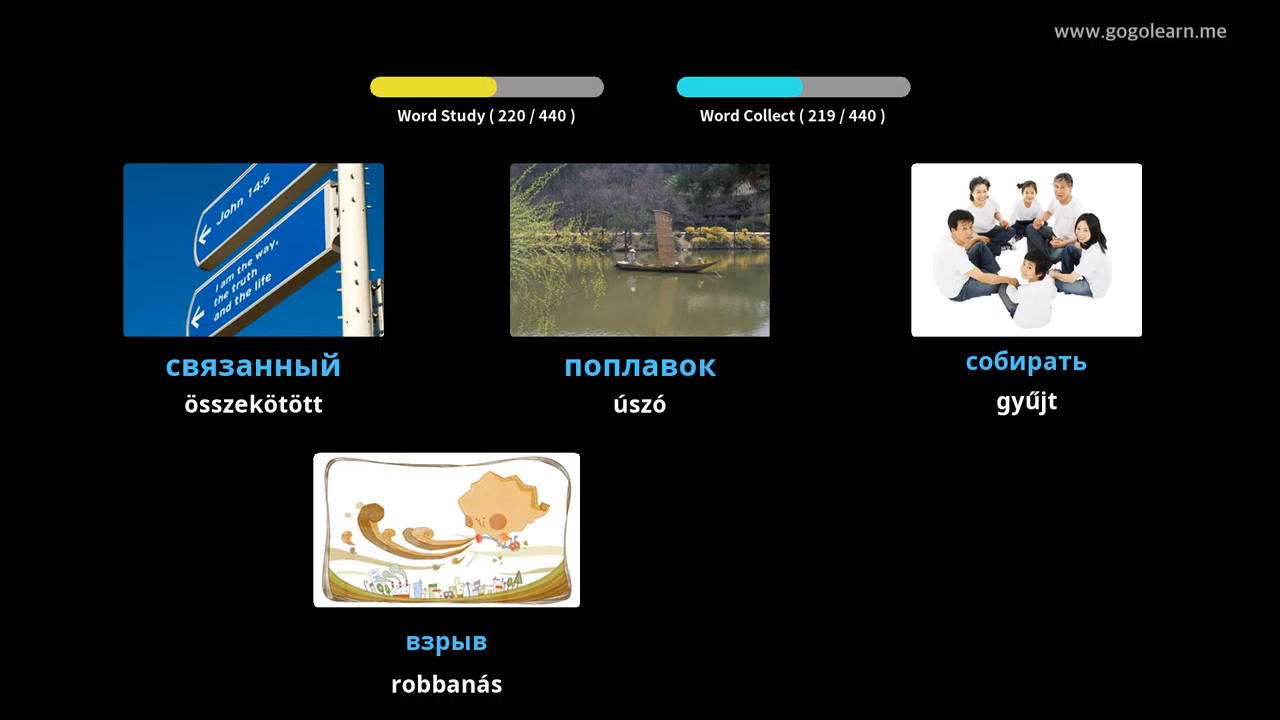 www.gogolearn.me
Word Study ( 220 / 440 )
Word Collect ( 219 / 440 )
John 14:6
I am the way,
the truth
and the life
связанный
поплавок
собирать
összekötött
úszó
gyűjt
взрыв
robbanás